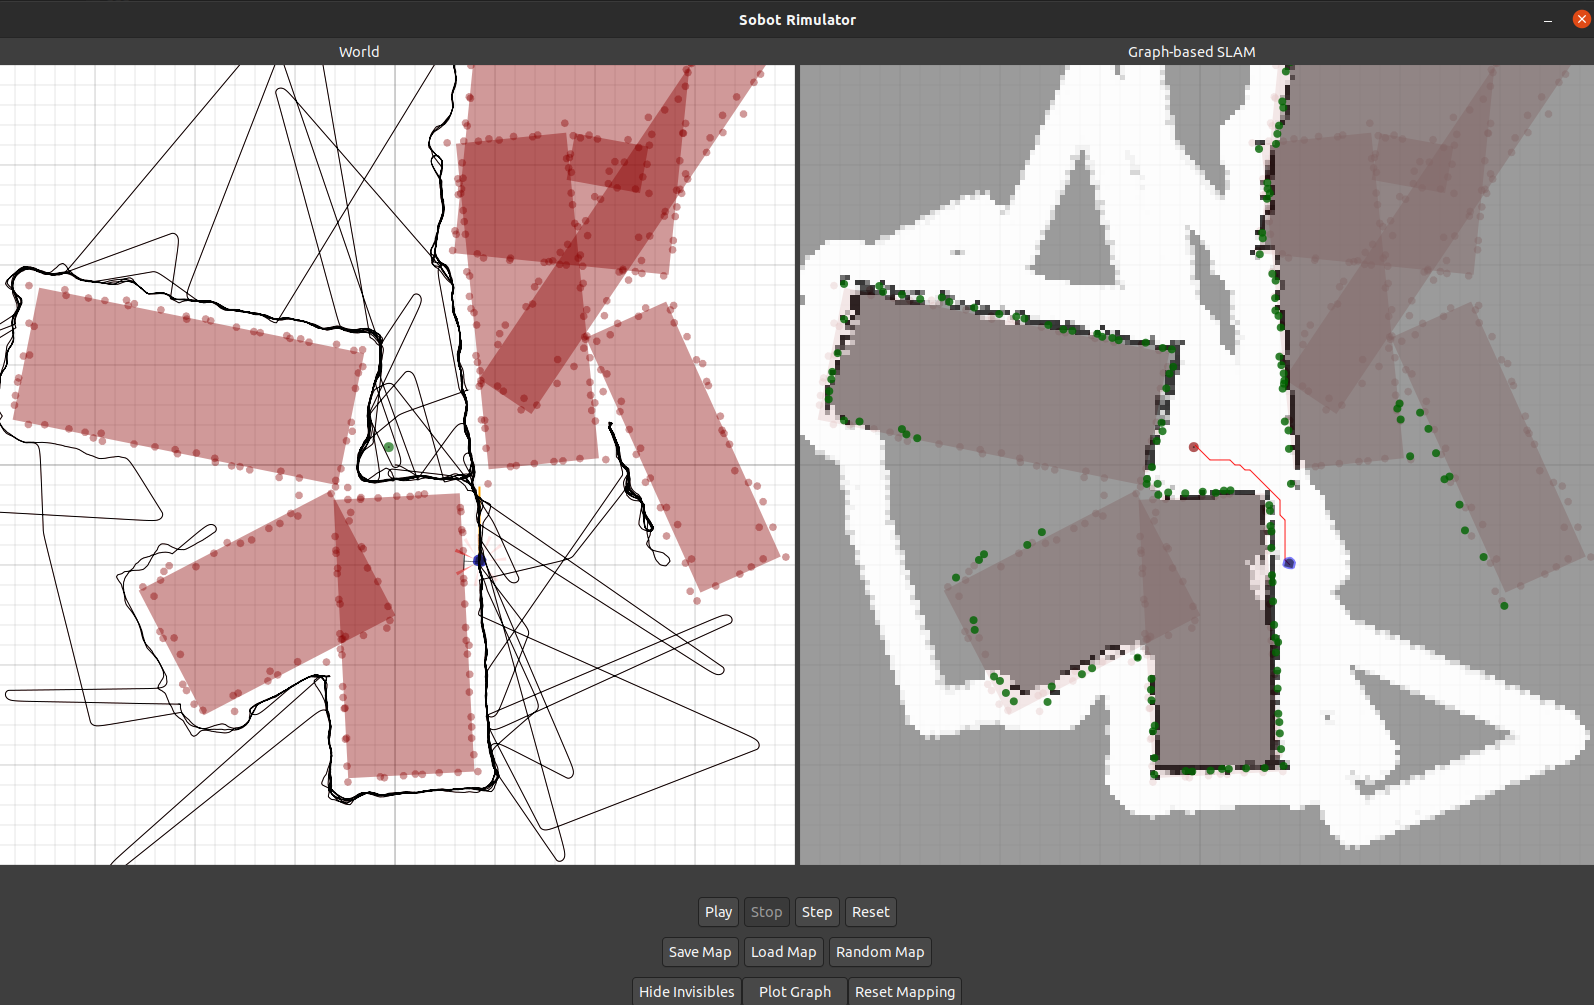 Sobot Rimulator
World Graph-based SLAM
Play Stop Step Reset
Save Map Load Map Random Map
Hide Invisibles Plot Graph Reset Mapping